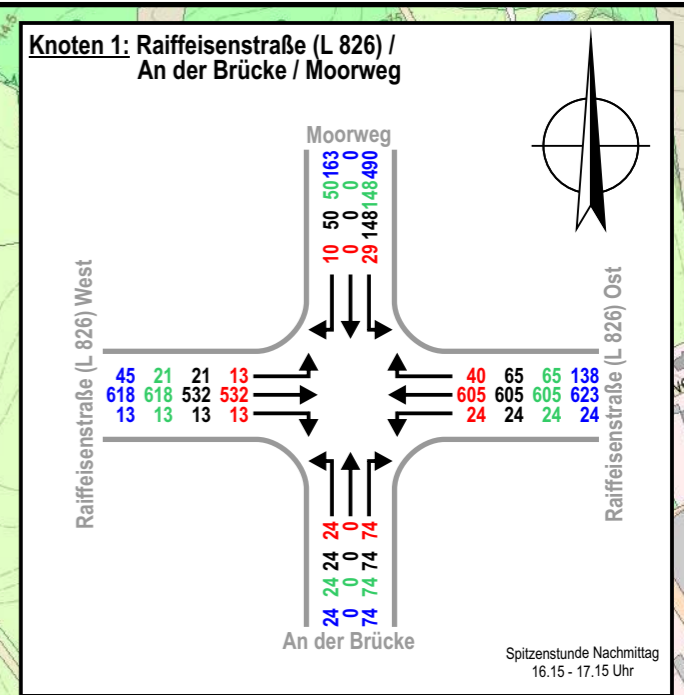 Knoten 1: Raiffeisenstraße (L 826) /
An der Brücke / Moorweg
Moorweg
163 0 490
50 0 148
50 0 148
10 0 29
Raiffeisenstraße (L 826) West
45 21 21 13
618 618 532 532
13 13 13 13
40 65 65 138
605 605 605 623
24 24 24 24
Raiffeisenstraße (L 826) Ost
24 0 74
24 0 74
24 0 74
24 0 74
An der Brücke
Spitzenstunde Nachmittag
16.15 - 17.15 Uhr